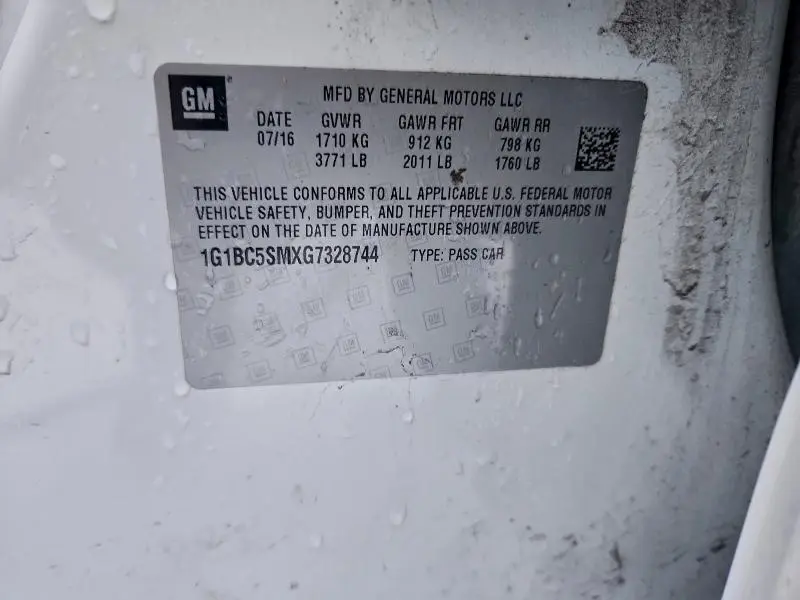 GM
MFD BY GENERAL MOTORS LLC
DATE GVWR GAWR FRT GAWR RR
07/16 1710 KG 912 KG 798 KG
3771 LB 2011 LB 1760 LB
THIS VEHICLE CONFORMS TO ALL APPLICABLE U.S. FEDERAL MOTOR
VEHICLE SAFETY, BUMPER, AND THEFT PREVENTION STANDARDS IN
EFFECT ON THE DATE OF MANUFACTURE SHOWN ABOVE.
1G1BC5SMXG7328744 TYPE: PASS CAR